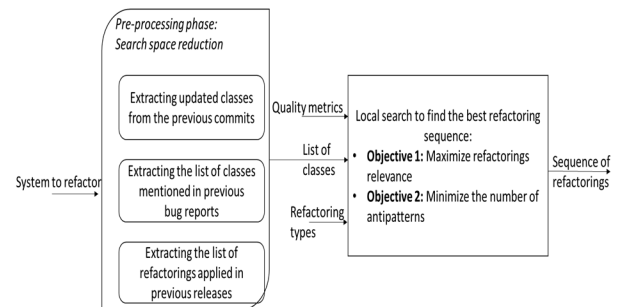 Pre-processing phase:
Search space reduction
Extracting updated classes
from the previous commits
Extracting the list of classes
mentioned in previous
bug reports
Extracting the list of
refactorings applied in
previous releases
System to refactor
Quality metrics
List of
classes
Refactoring
types
Local search to find the best refactoring
sequence:
• Objective 1: Maximize refactorings
relevance
• Objective 2: Minimize the number of
antipatterns
Sequence of
refactorings